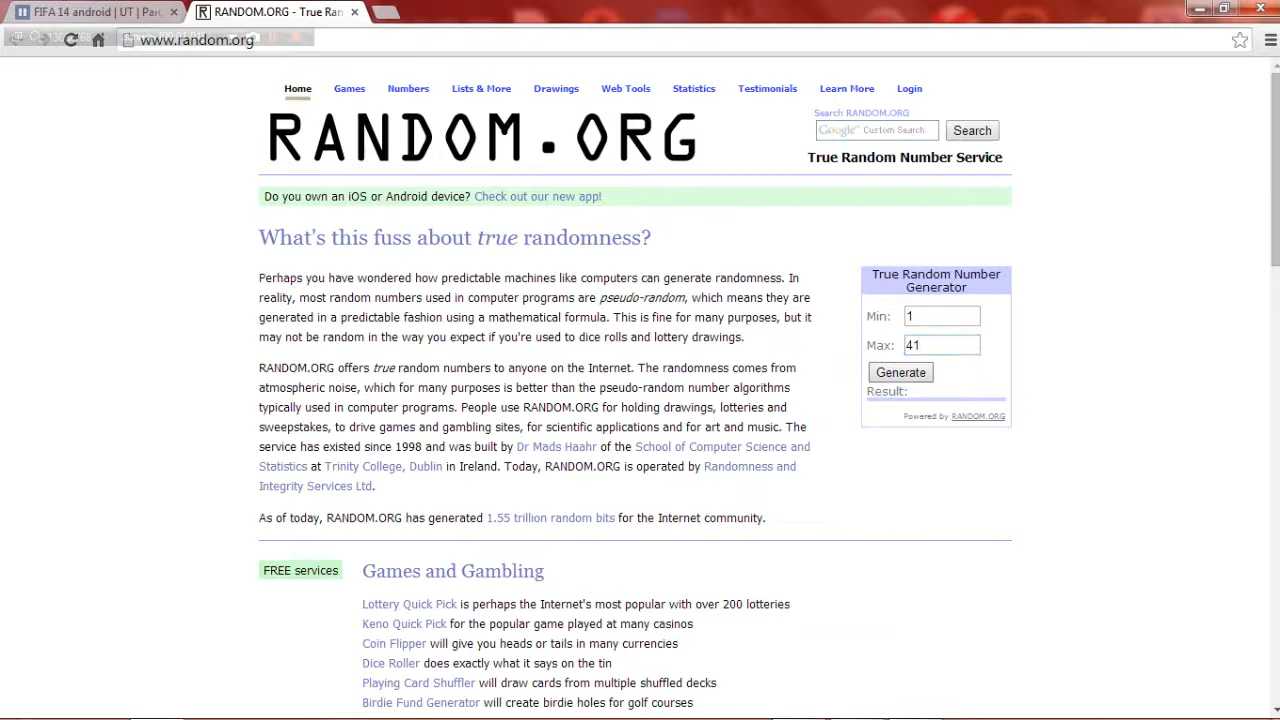 FIFA 14 android | UT | Ран,
RANDOM.ORG - True Ran
www.random.org
Home Games Numbers Lists & More Drawings Web Tools Statistics Testimonials Learn More Login
RANDOM.ORG
Search RANDOM.ORG
Google™ Custom Search Search
True Random Number Service
Do you own an iOS or Android device? Check out our new app!
What's this fuss about true randomness?
Perhaps you have wondered how predictable machines like computers can generate randomness. In
reality, most random numbers used in computer programs are pseudo-random, which means they are
generated in a predictable fashion using a mathematical formula. This is fine for many purposes, but it
may not be random in the way you expect if you're used to dice rolls and lottery drawings.
RANDOM.ORG offers true random numbers to anyone on the Internet. The randomness comes from
atmospheric noise, which for many purposes is better than the pseudo-random number algorithms
typically used in computer programs. People use RANDOM.ORG for holding drawings, lotteries and
sweepstakes, to drive games and gambling sites, for scientific applications and for art and music. The
service has existed since 1998 and was built by Dr Mads Haahr of the School of Computer Science and
Statistics at Trinity College, Dublin in Ireland. Today, RANDOM.ORG is operated by Randomness and
Integrity Services Ltd.
As of today, RANDOM.ORG has generated 1.55 trillion random bits for the Internet community.
True Random Number
Generator
Min: 1
Max: 41
Generate
Result:
Powered by RANDOM.ORG
FREE services
Games and Gambling
Lottery Quick Pick is perhaps the Internet's most popular with over 200 lotteries
Keno Quick Pick for the popular game played at many casinos
Coin Flipper will give you heads or tails in many currencies
Dice Roller does exactly what it says on the tin
Playing Card Shuffler will draw cards from multiple shuffled decks
Birdie Fund Generator will create birdie holes for golf courses